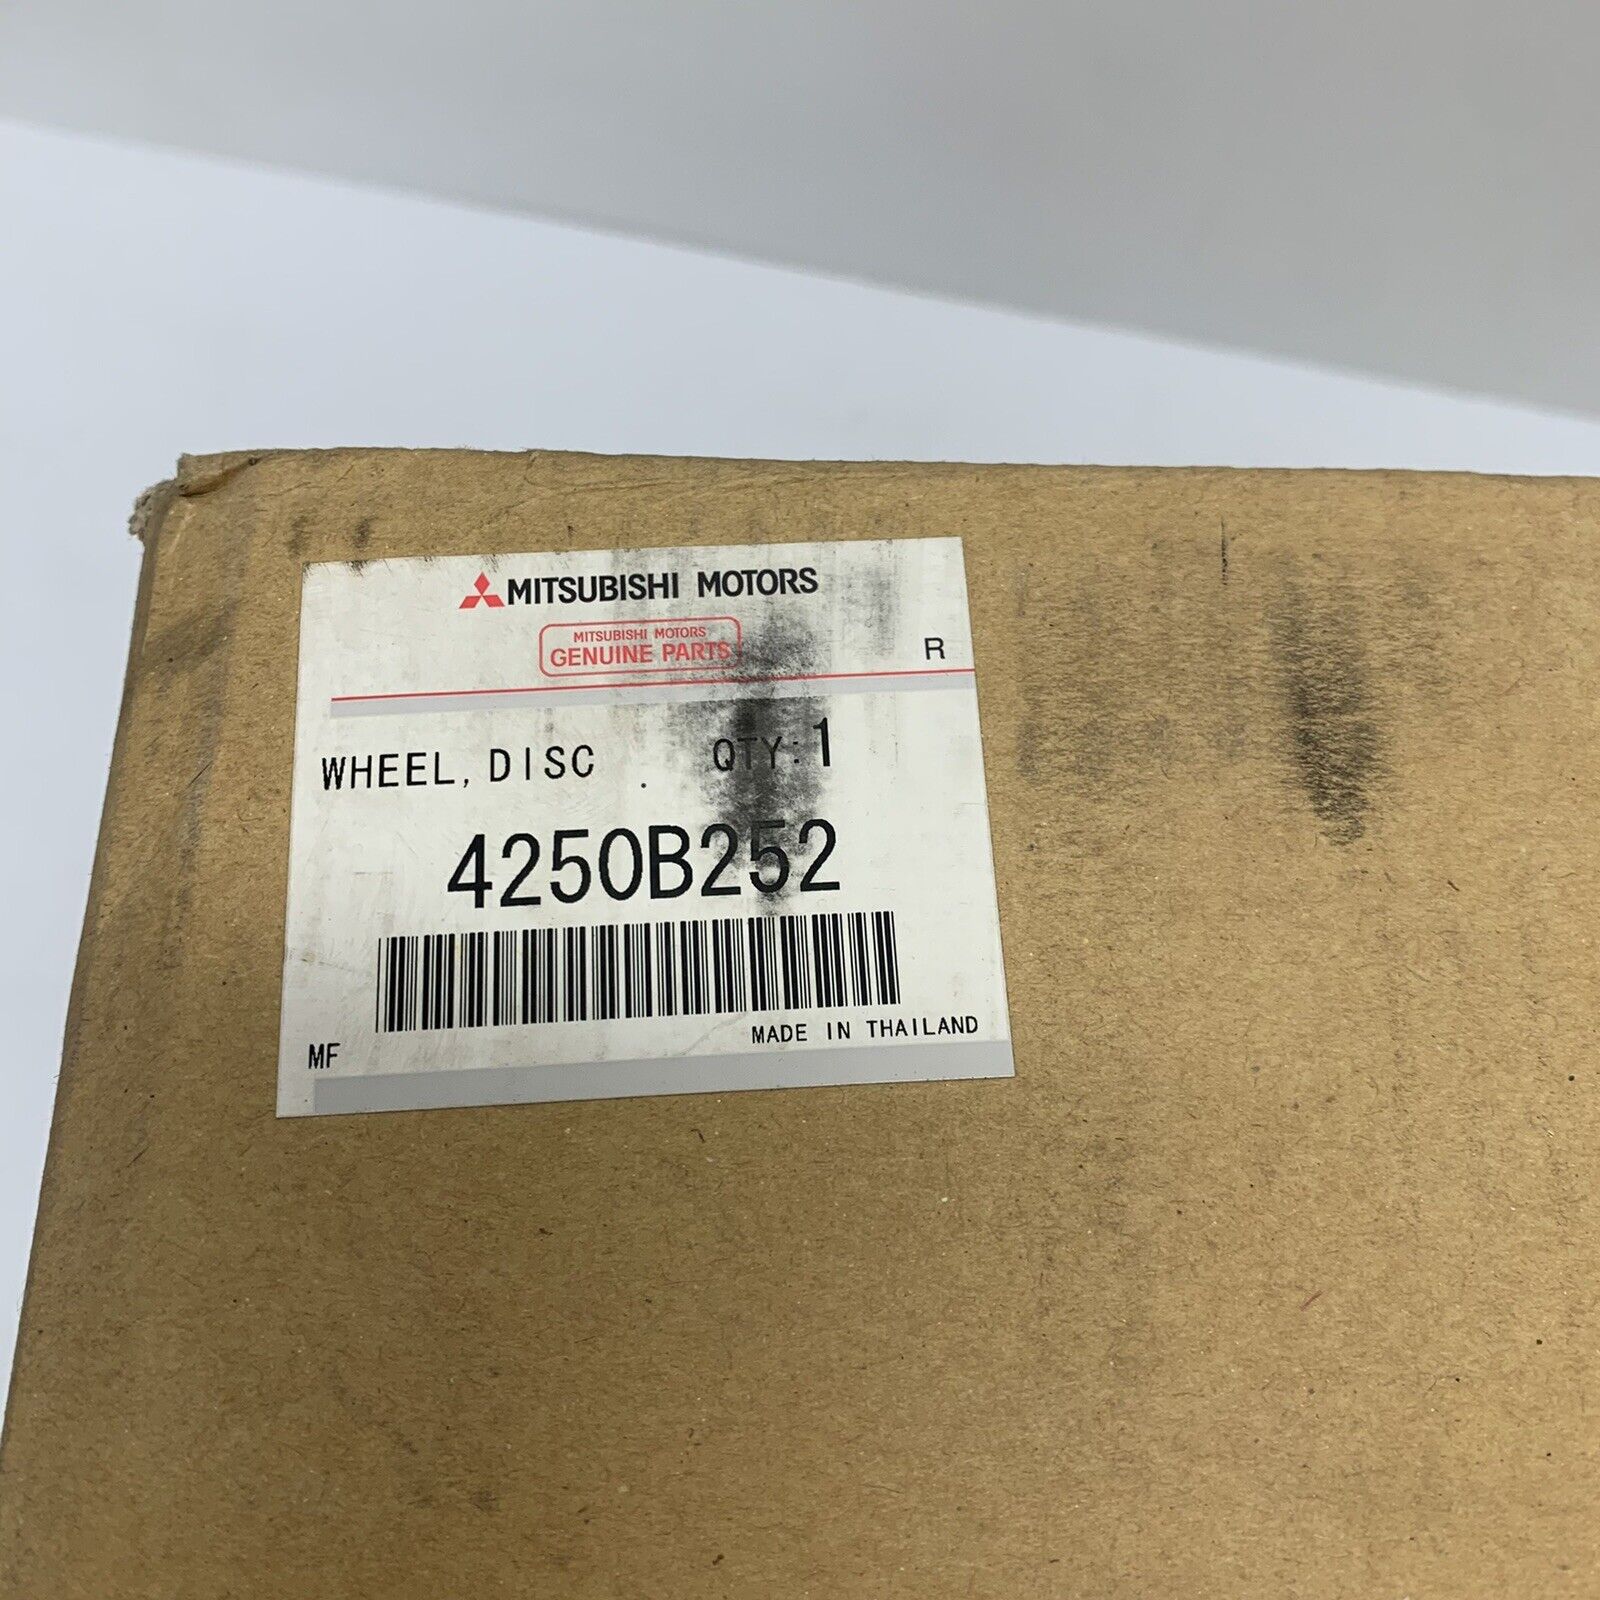 MITSUBISHI MOTORS
MITSUBISHI MOTORS
GENUINE PARTS
R
WHEEL, DISC QTY: 1
4250B252
MADE IN THAILAND
MF